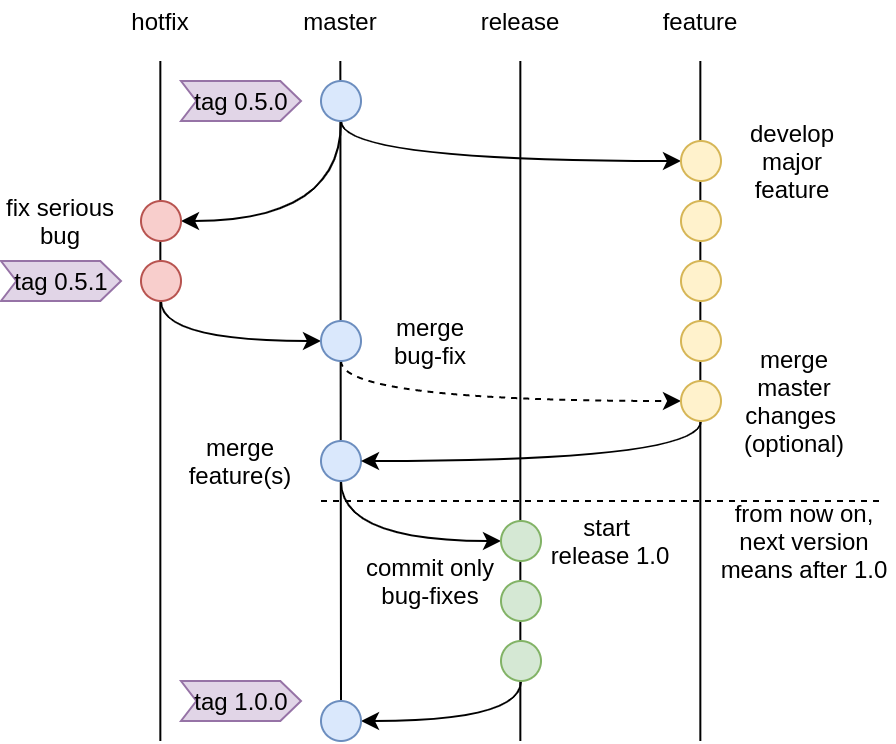 hotfix
master
release
feature
tag 0.5.0
develop
major
feature
fix serious
bug
tag 0.5.1
merge
bug-fix
merge
master
changes
(optional)
merge
feature(s)
from now on,
next version
means after 1.0
start
release 1.0
commit only
bug-fixes
tag 1.0.0